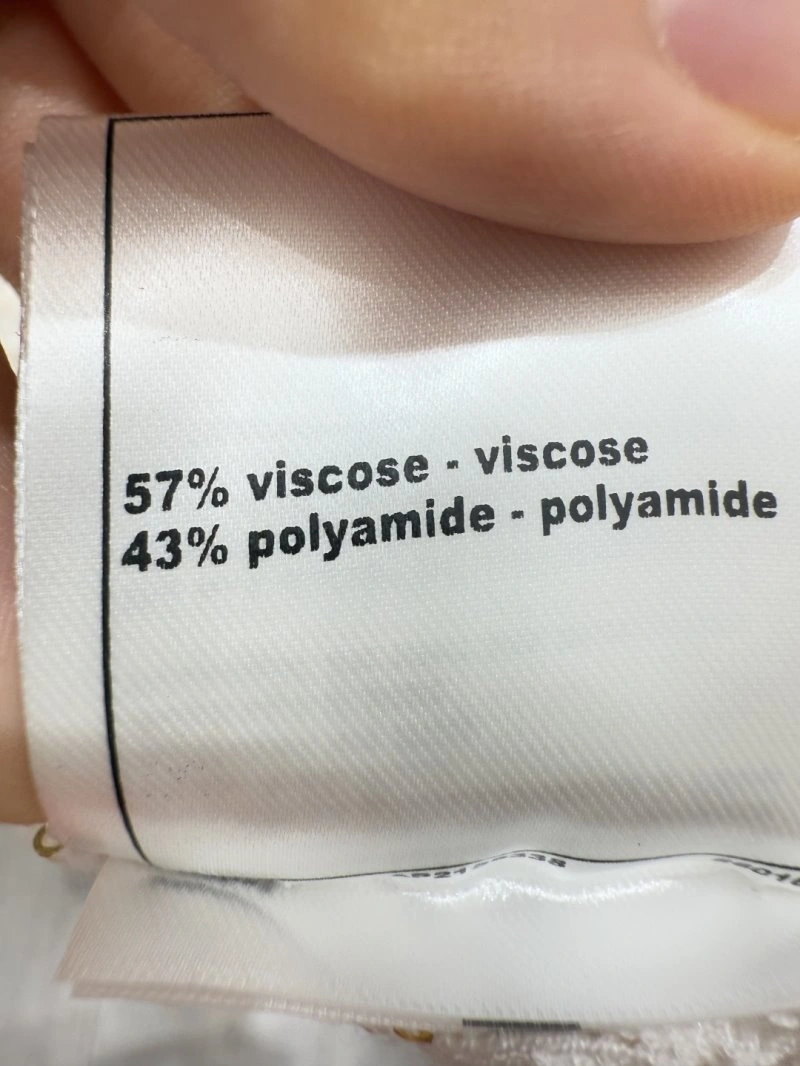 57% viscose - viscose
43% polyamide - polyamide